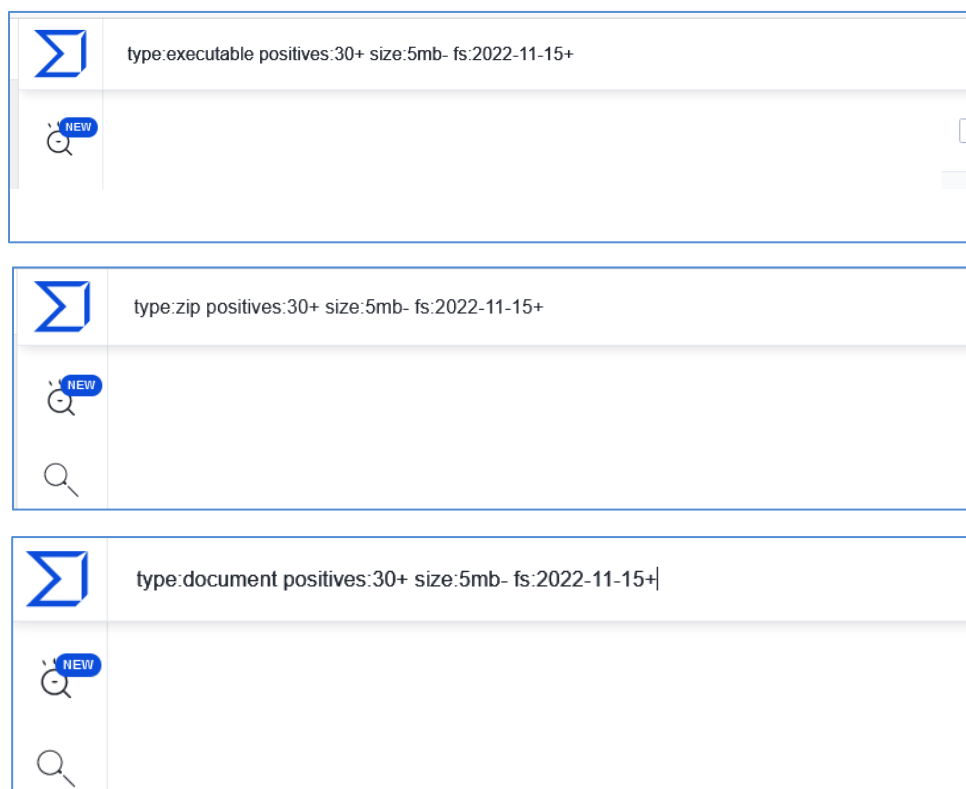 type:executable positives:30+ size:5mb- fs:2022-11-15+
NEW
type:zip positives:30+ size:5mb- fs:2022-11-15+
NEW
type:document positives:30+ size:5mb- fs:2022-11-15+
NEW